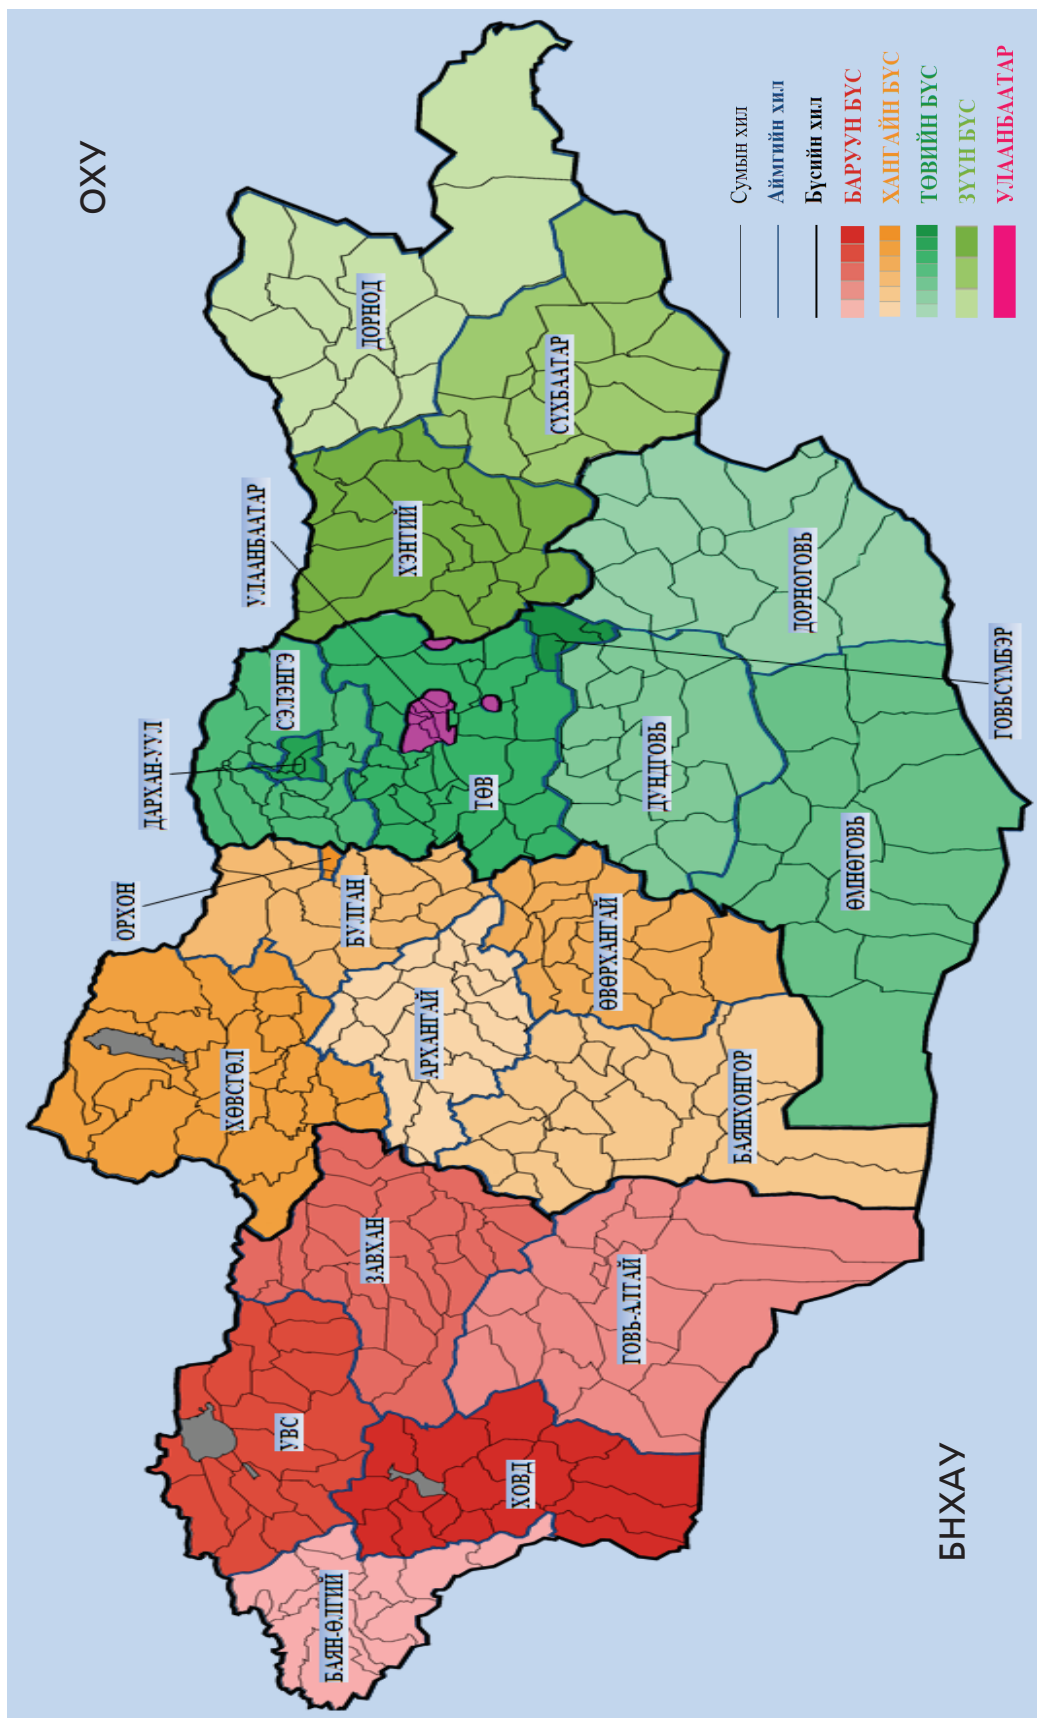 ОХУ
УЛААНБААТАР
ДАРХАН-УУЛ
ОРХОН
СЭЛЭНГЭ
ДОРНОД
ХӨВСГӨЛ
БУЛГАН
ХЭНТИЙ
УВС
ЗАВХАН
АРХАНГАЙ
ТӨВ
СҮХБААТАР
БАЯН-ӨЛГИЙ
ХОВД
ӨВӨРХАНГАЙ
ДУНДГОВЬ
ГОВЬ-АЛТАЙ
БАЯНХОНГОР
ДОРНОГОВЬ
ӨМНӨГОВЬ
ГОВЬСҮМБЭР
БНХАУ
Сумын хил
Аймгийн хил
Бүсийн хил
БАРУУН БҮС
ХАНГАЙН БҮС
ТӨВИЙН БҮС
ЗҮҮН БҮС
УЛААНБААТАР